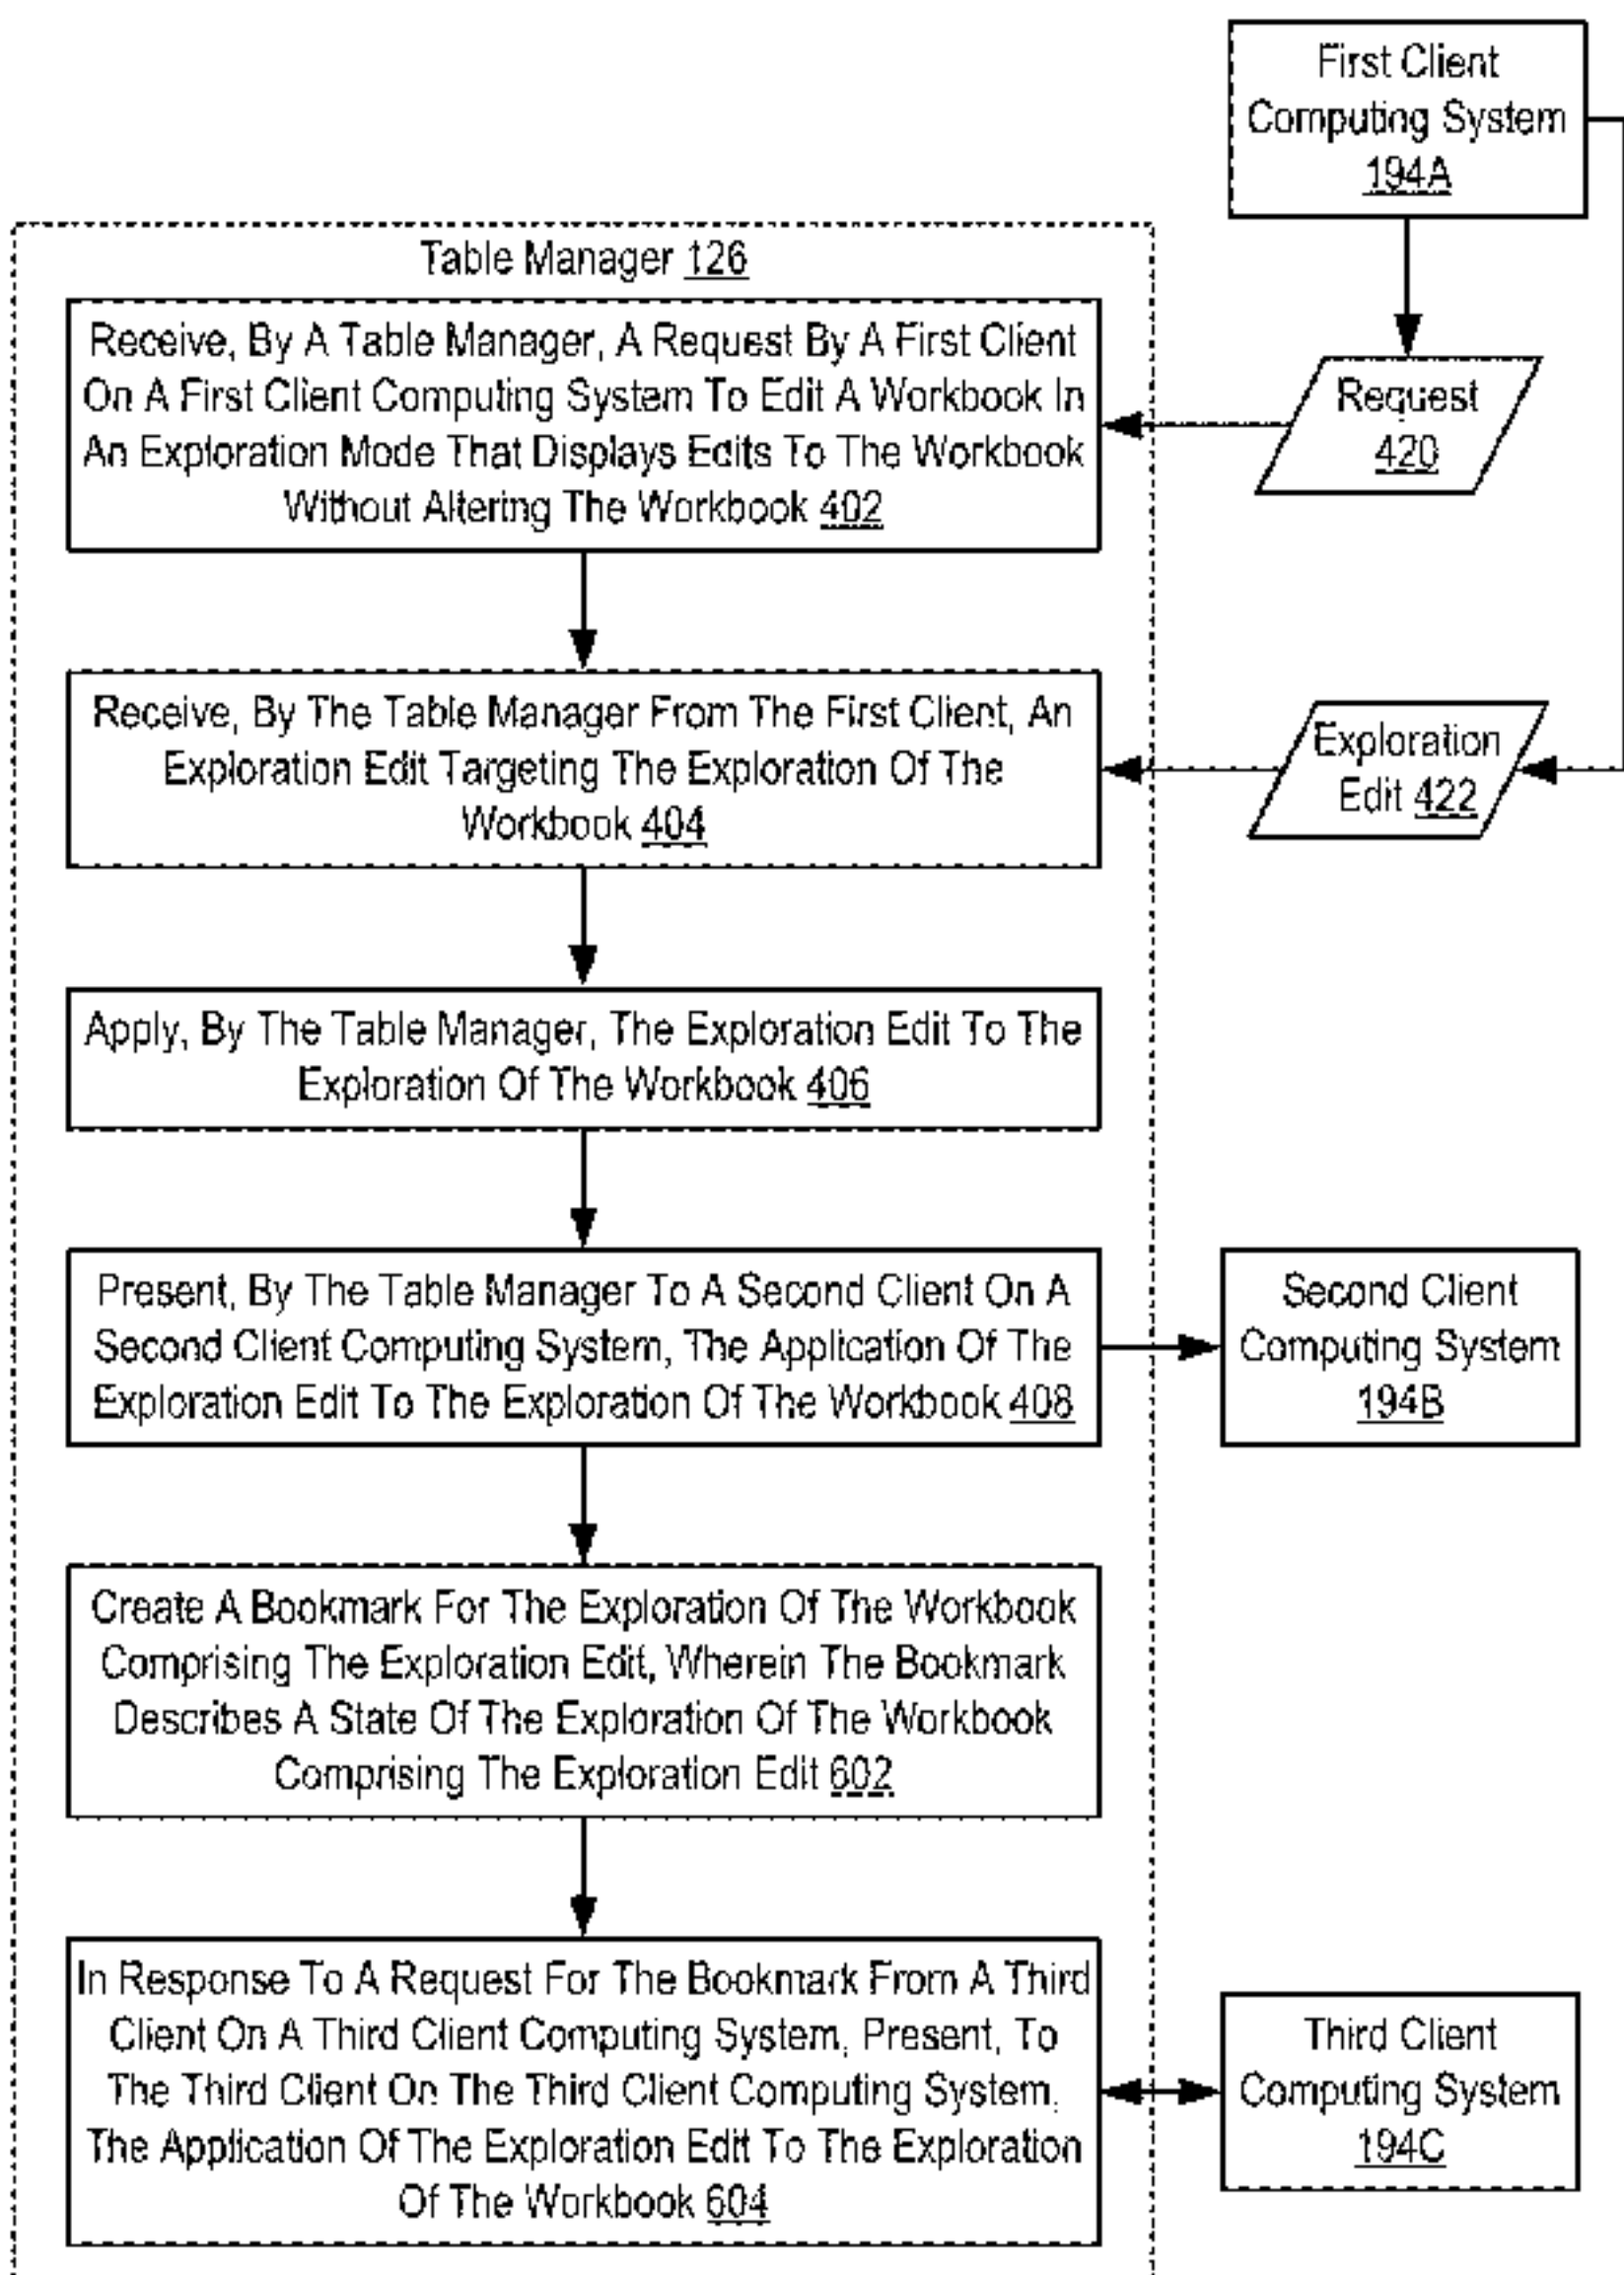 First Client
Computing System
194A
Table Manager 126
Receive, By A Table Manager, A Request By A First Client
On A First Client Computing System To Edit A Workbook In
An Exploration Mode That Displays Edits To The Workbook
Without Altering The Workbook 402
Request
420
Receive, By The Table Manager From The First Client, An
Exploration Edit Targeting The Exploration Of The
Workbook 404
Exploration
Edit 422
Apply, By The Table Manager, The Exploration Edit To The
Exploration Of The Workbook 406
Present, By The Table Manager To A Second Client On A
Second Client Computing System, The Application Of The
Exploration Edit To The Exploration Of The Workbook 408
Second Client
Computing System
194B
Create A Bookmark For The Exploration Of The Workbook
Comprising The Exploration Edit, Wherein The Bookmark
Describes A State Of The Exploration Of The Workbook
Comprising The Exploration Edit 602
In Response To A Request For The Bookmark From A Third
Client On A Third Client Computing System, Present, To
The Third Client On The Third Client Computing System,
The Application Of The Exploration Edit To The Exploration
Of The Workbook 604
Third Client
Computing System
194C